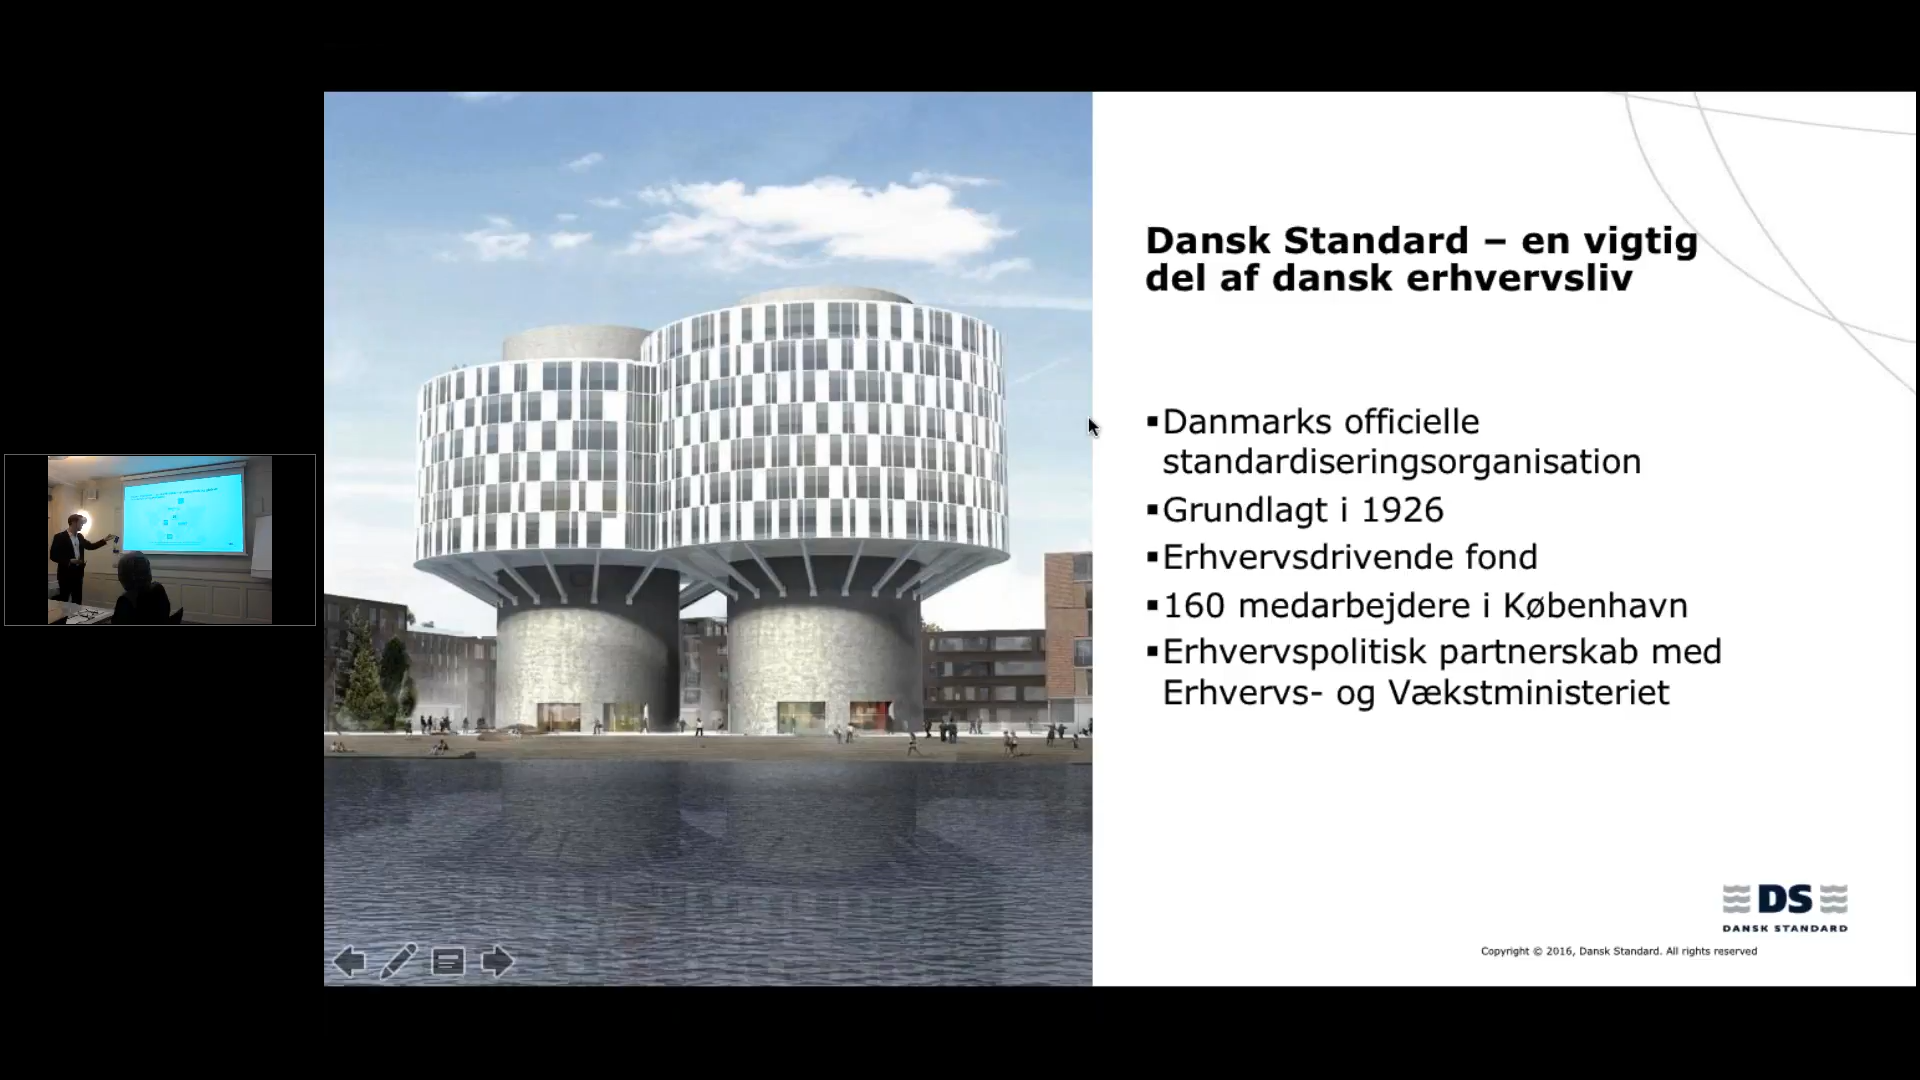 Dansk Standard – en vigtig
del af dansk erhvervsliv
▪Danmarks officielle
standardiseringsorganisation
▪Grundlagt i 1926
▪Erhvervsdrivende fond
▪160 medarbejdere i København
▪Erhvervspolitisk partnerskab med
Erhvervs- og Vækstministeriet
DS
DANSK STANDARD
Copyright © 2016, Dansk Standard. All rights reserved